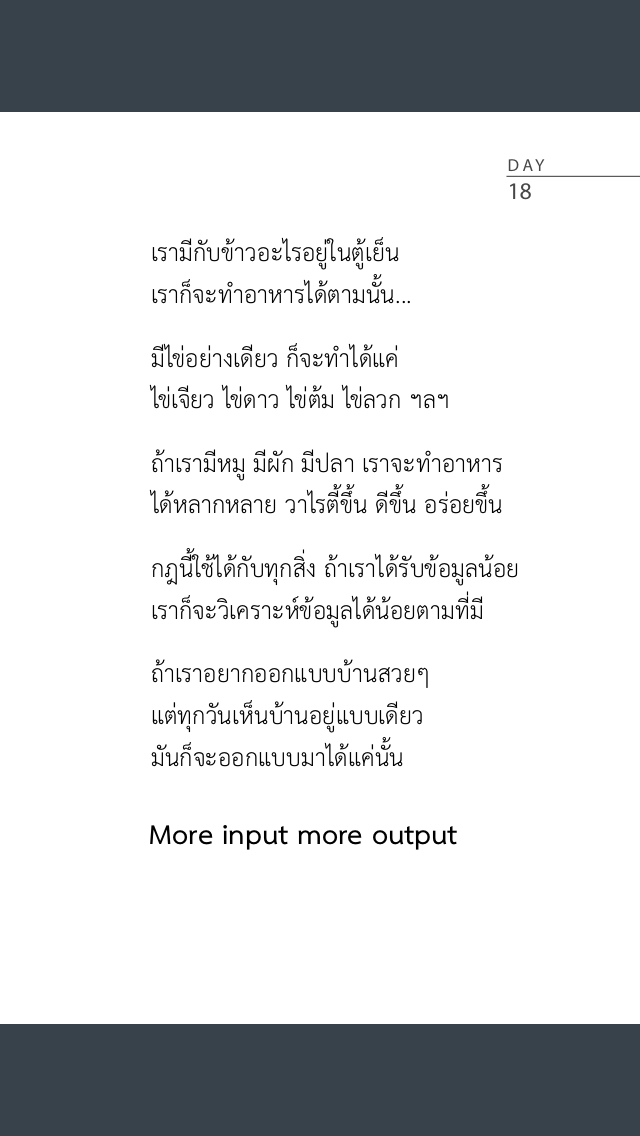 DAY
18
เรามีกับข้าวอะไรอยู่ในตู้เย็น
เราก็จะทำอาหารได้ตามนั้น...
มีไข่อย่างเดียว ก็จะทำได้แค่
ไข่เจียว ไข่ดาว ไข่ต้ม ไข่ลวก ฯลฯ
ถ้าเรามีหมู มีผัก มีปลา เราจะทำอาหาร
ได้หลากหลาย วาไรตี้ขึ้น ดีขึ้น อร่อยขึ้น
กฎนี้ใช้ได้กับทุกสิ่ง ถ้าเราได้รับข้อมูลน้อย
เราก็จะวิเคราะห์ข้อมูลได้น้อยตามที่มี
ถ้าเราอยากออกแบบบ้านสวยๆ
แต่ทุกวันเห็นบ้านอยู่แบบเดียว
มันก็จะออกแบบมาได้แค่นั้น
More input more output